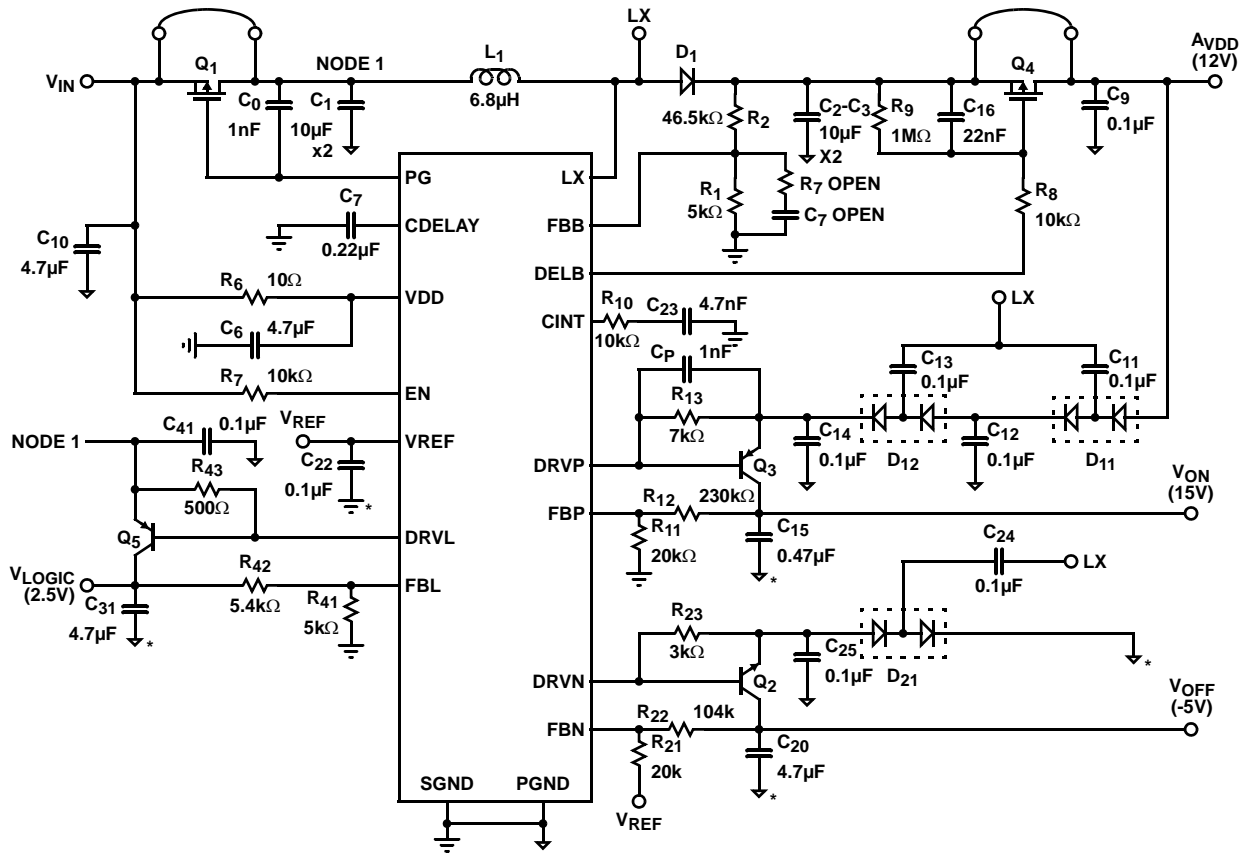 LX
Q1
NODE 1
L1
D1
Q4
AVDD
(12V)
VIN
C0
1nF
C1
10µF
x2
6.8µH
46.5kΩ
R2
C2-C3
10µF
X2
R9
1MΩ
C16
22nF
C9
0.1µF
PG
LX
C7
0.22µF
CDELAY
FBB
R1
5kΩ
R7 OPEN
C7 OPEN
R8
10kΩ
C10
4.7µF
DELB
R6
10Ω
VDD
C6
4.7µF
CINT
R10
10kΩ
C23
4.7nF
LX
R7
10kΩ
EN
CP
1nF
C13
0.1µF
C11
0.1µF
NODE 1
C41
0.1µF
VREF
VREF
C22
0.1µF
*
R13
7kΩ
R43
500Ω
DRVP
Q3
C14
0.1µF
D12
C12
0.1µF
D11
VON
(15V)
FBP
R12
230kΩ
R11
20kΩ
C15
0.47µF
*
Q5
DRVL
VLOGIC
(2.5V)
R42
5.4kΩ
FBL
R41
5kΩ
C31
4.7µF
*
C24
0.1µF
LX
R23
3kΩ
C25
0.1µF
D21
*
DRVN
Q2
VOFF
(-5V)
FBN
R22
104k
R21
20k
C20
4.7µF
*
VREF
SGND
PGND